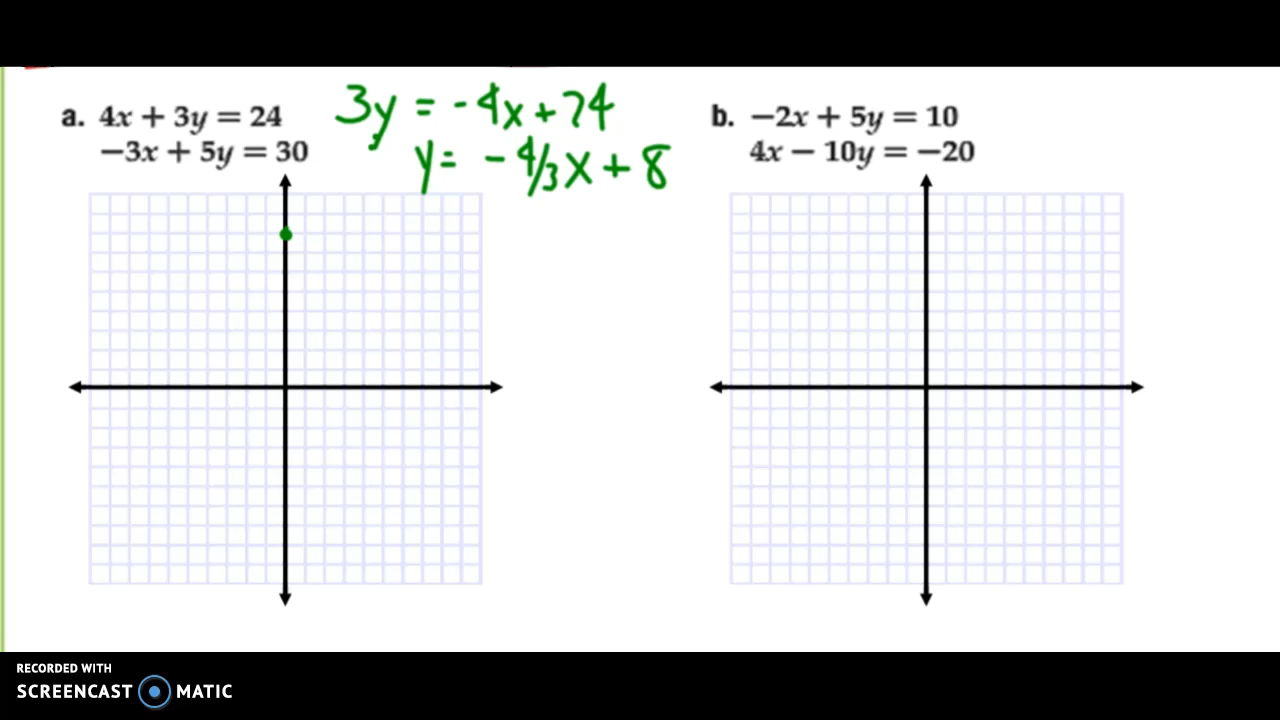 a. 4x + 3y = 24
−3x + 5y = 30
3y = -4x + 24
y = -4/3x + 8
b. −2x + 5y = 10
4x − 10y = −20
RECORDED WITH
SCREENCAST MATIC